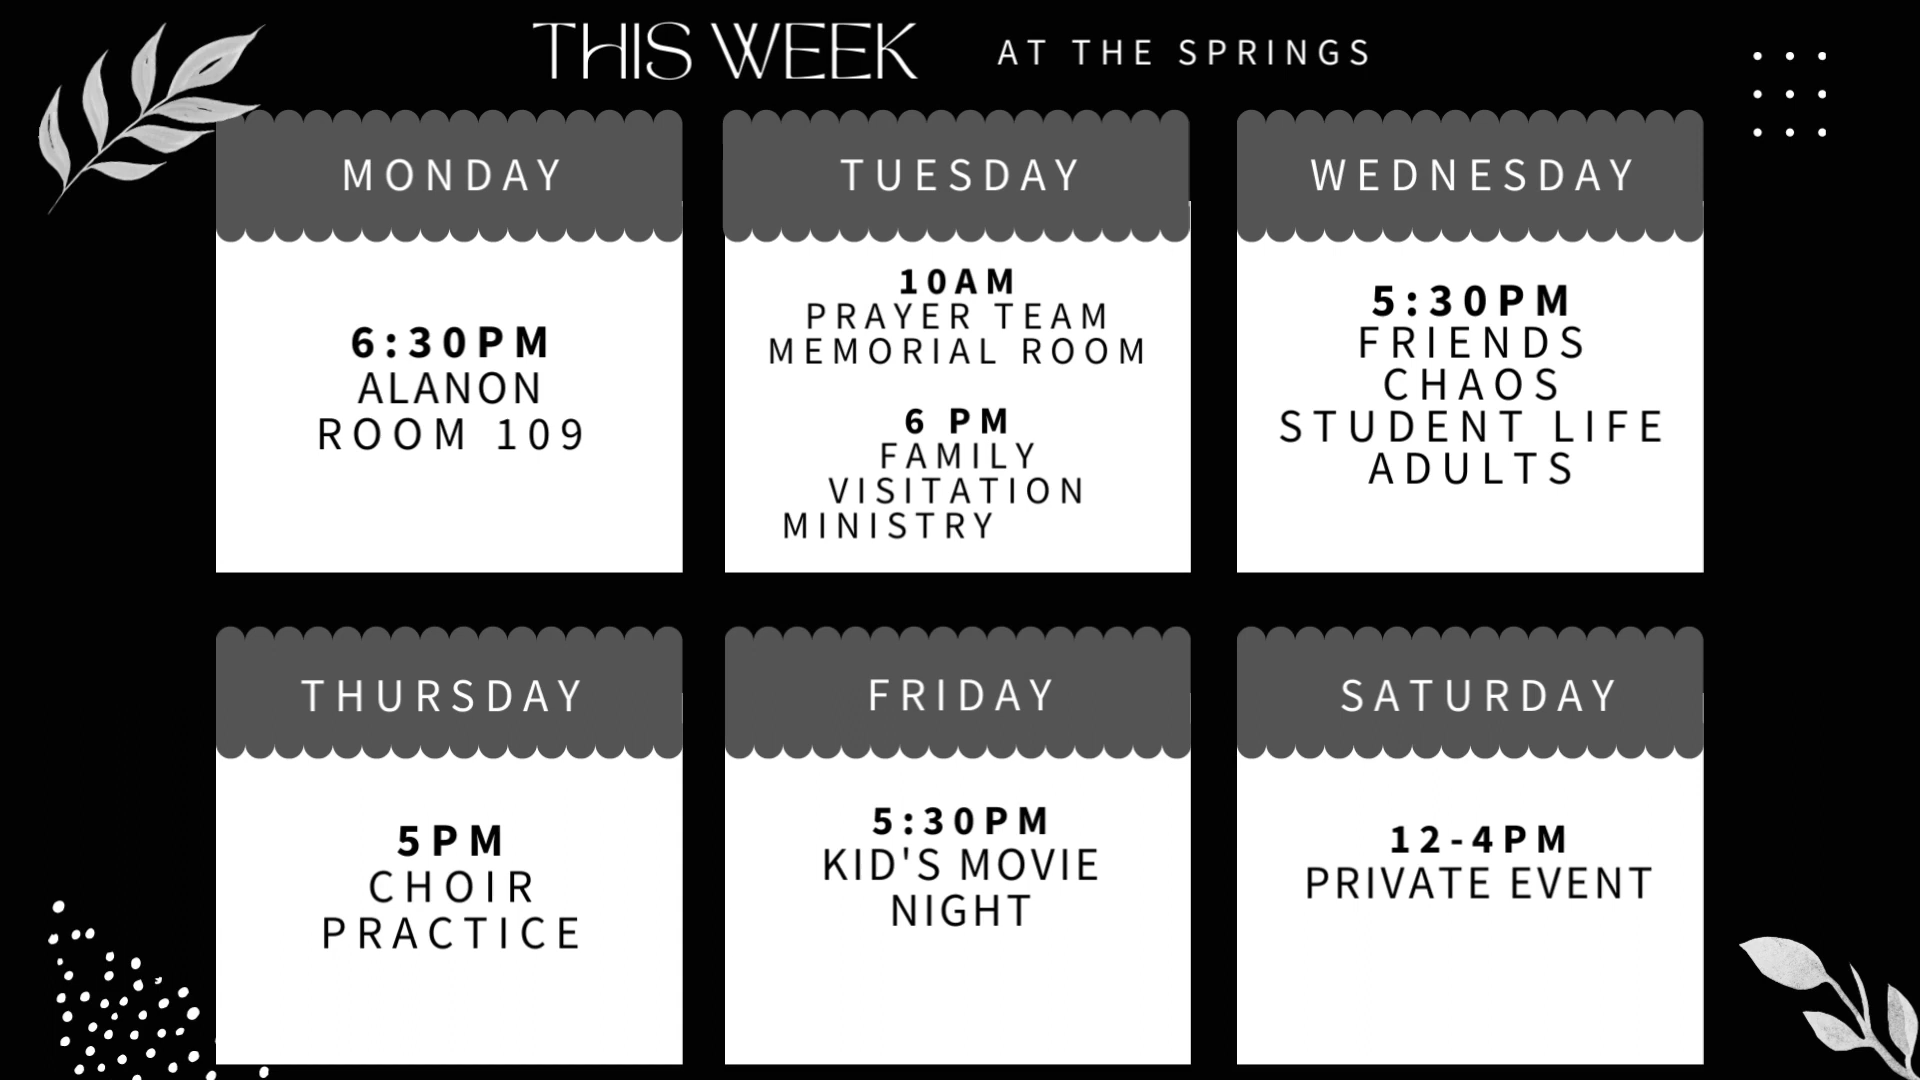 THIS WEEK AT THE SPRINGS
MONDAY
6:30PM
ALANON
ROOM 109
TUESDAY
10AM
PRAYER TEAM
MEMORIAL ROOM
6 PM
FAMILY
VISITATION
MINISTRY
WEDNESDAY
5:30PM
FRIENDS
CHAOS
STUDENT LIFE
ADULTS
THURSDAY
5PM
CHOIR
PRACTICE
FRIDAY
5:30PM
KID'S MOVIE
NIGHT
SATURDAY
12-4PM
PRIVATE EVENT